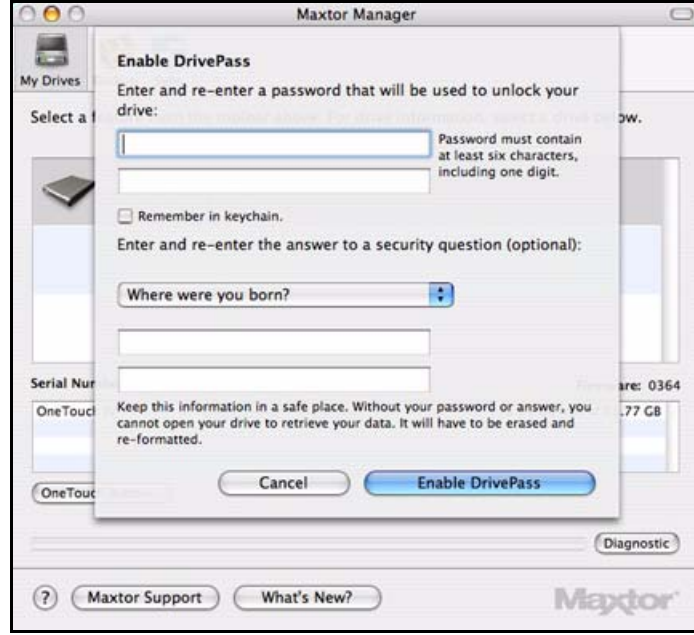 Maxtor Manager
My Drives
Enable DrivePass
Enter and re-enter a password that will be used to unlock your
drive:
Select a
ow.
Password must contain
at least six characters,
including one digit.
Remember in keychain.
Enter and re-enter the answer to a security question (optional):
Where were you born?
Serial Num
are: 0364
OneTouch
.77 GB
Keep this information in a safe place. Without your password or answer, you
cannot open your drive to retrieve your data. It will have to be erased and
re-formatted.
Cancel
Enable DrivePass
OneTouc
Diagnostic
?
Maxtor Support
What's New?
Maxtor